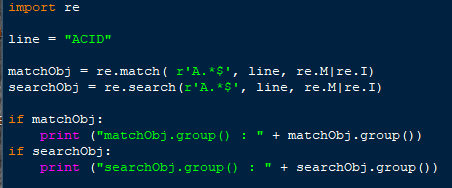 import re
line = "ACID"
matchObj = re.match( r'A.*$', line, re.M|re.I)
searchObj = re.search(r'A.*$', line, re.M|re.I)
if matchObj:
    print ("matchObj.group() : " + matchObj.group())
if searchObj:
    print ("searchObj.group() : " + searchObj.group())